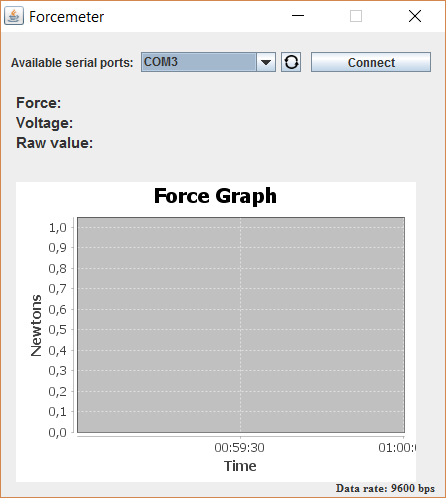 Forcemeter
Available serial ports: COM3 Connect
Force:
Voltage:
Raw value:
Force Graph
1,0
0,9
0,8
0,7
0,6
0,5
0,4
0,3
0,2
0,1
0,0
Newtons
00:59:30 01:00:0
Time
Data rate: 9600 bps